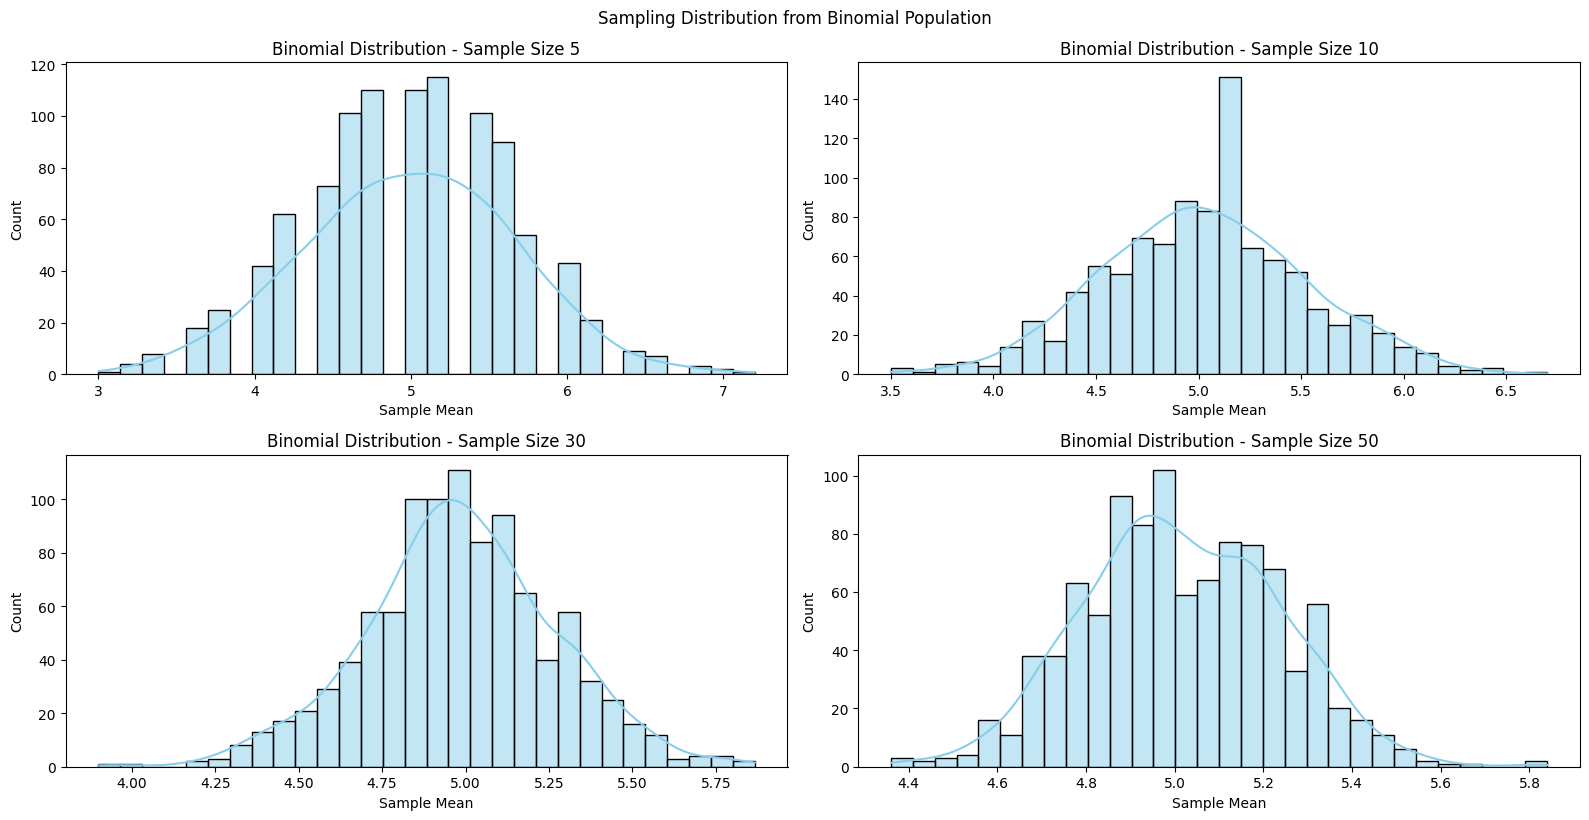 Sampling Distribution from Binomial Population
Binomial Distribution - Sample Size 5
120
100
80
60
40
20
0
Count
3 4 5 6 7
Sample Mean
Binomial Distribution - Sample Size 10
140
120
100
80
60
40
20
0
Count
3.5 4.0 4.5 5.0 5.5 6.0 6.5
Sample Mean
Binomial Distribution - Sample Size 30
100
80
60
40
20
0
Count
4.00 4.25 4.50 4.75 5.00 5.25 5.50 5.75
Sample Mean
Binomial Distribution - Sample Size 50
100
80
60
40
20
0
Count
4.4 4.6 4.8 5.0 5.2 5.4 5.6 5.8
Sample Mean